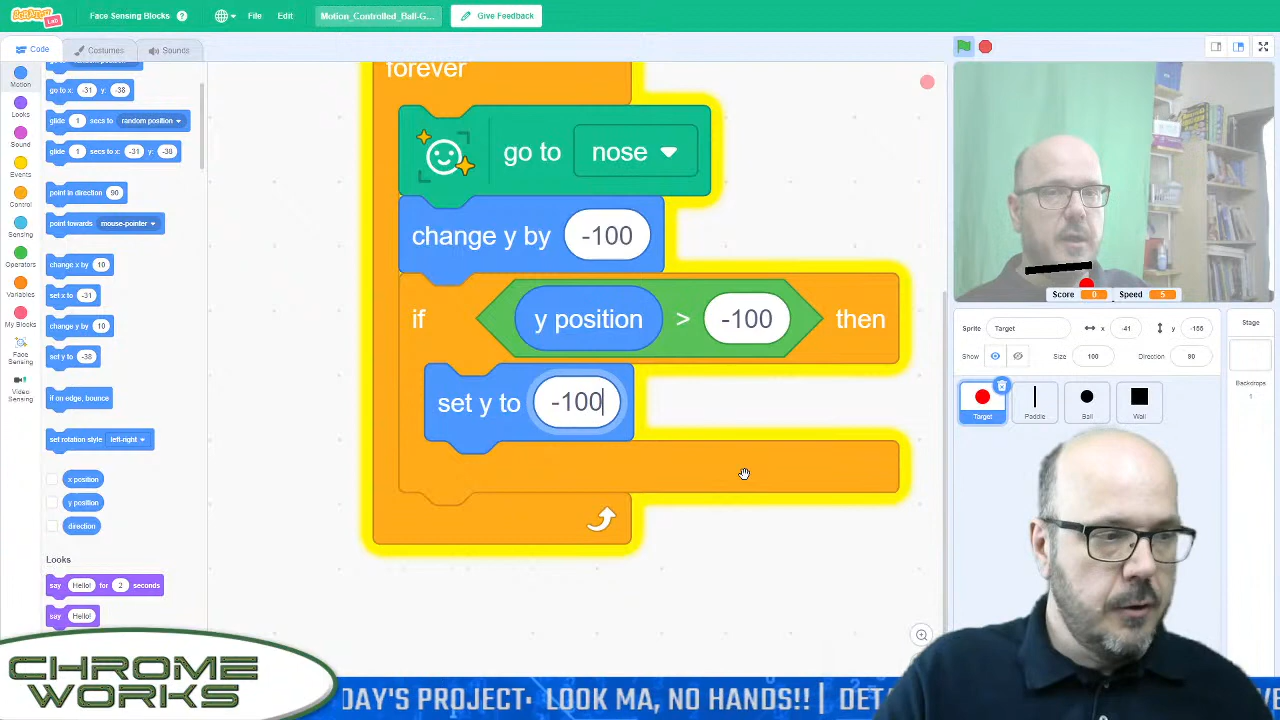 SCRATCH Lab
Face Sensing Blocks
File
Edit
Motion_Controlled_Ball-G...
Give Feedback
Code
Costumes
Sounds
Motion
Looks
Sound
Events
Control
Sensing
Operators
Variables
My Blocks
Face Sensing
Video Sensing
go to x: -31 y: -38
glide 1 secs to random position
glide 1 secs to x: -31 y: -38
point in direction 90
point towards mouse-pointer
change x by 10
set x to -31
change y by 10
set y to -38
if on edge, bounce
set rotation style left-right
x position
y position
direction
Looks
say Hello! for 2 seconds
say Hello!
forever
go to nose
change y by -100
if y position > -100 then
set y to -100
Score 0
Speed 5
Sprite Target x -41 y -155
Show Size 100 Direction 90
Stage
Backdrops
1
Target
Paddle
Ball
Wall
CHROME
WORKS
DAY'S PROJECT: LOOK MA, NO HANDS!! | DETA